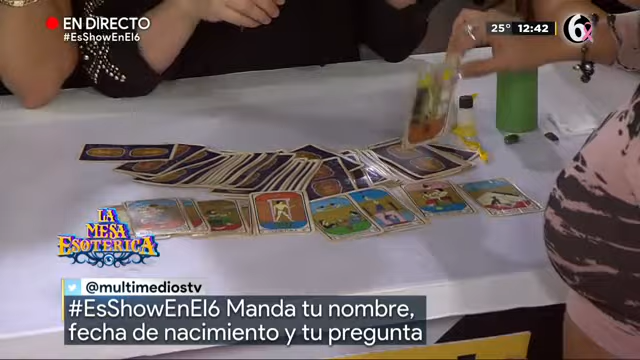 EN DIRECTO
#EsShowEnEl6
25° 12:42 6
LA
MESA
ESOTÉRICA
@multimediostv
#EsShowEnEl6 Manda tu nombre,
fecha de nacimiento y tu pregunta